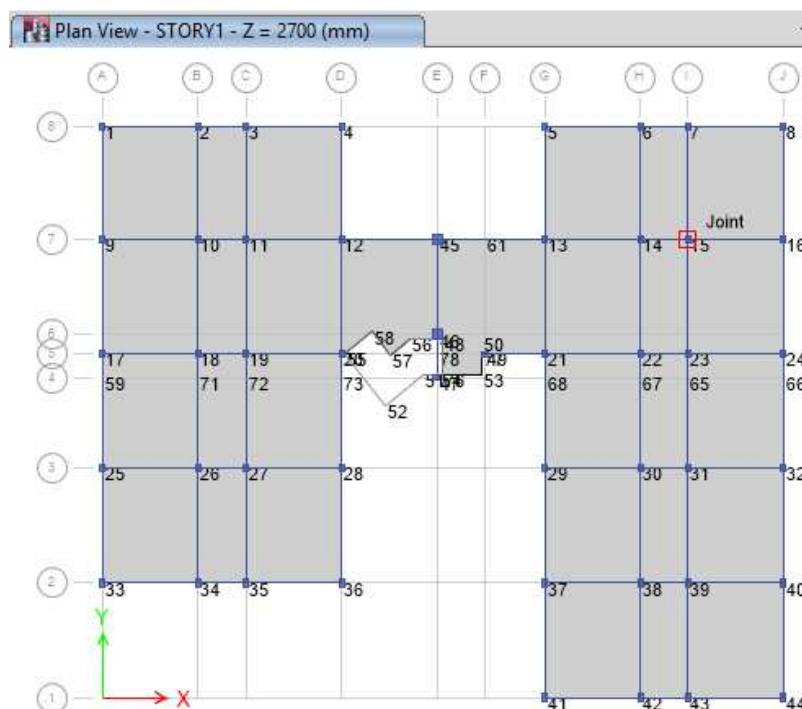 Plan View - STORY1 - Z = 2700 (mm)
A B C D E F G H I J
8 1 2 3 4 5 6 7 8
Joint
7 9 10 11 12 45 61 13 14 15 16
6
58 56 48 50
5 17 18 19 57 78 49 21 22 23 24
4 59 71 72 73 53 68 67 65 66
52
3 25 26 27 28 29 30 31 32
2 33 34 35 36 37 38 39 40
Y
1 X 41 42 43 44